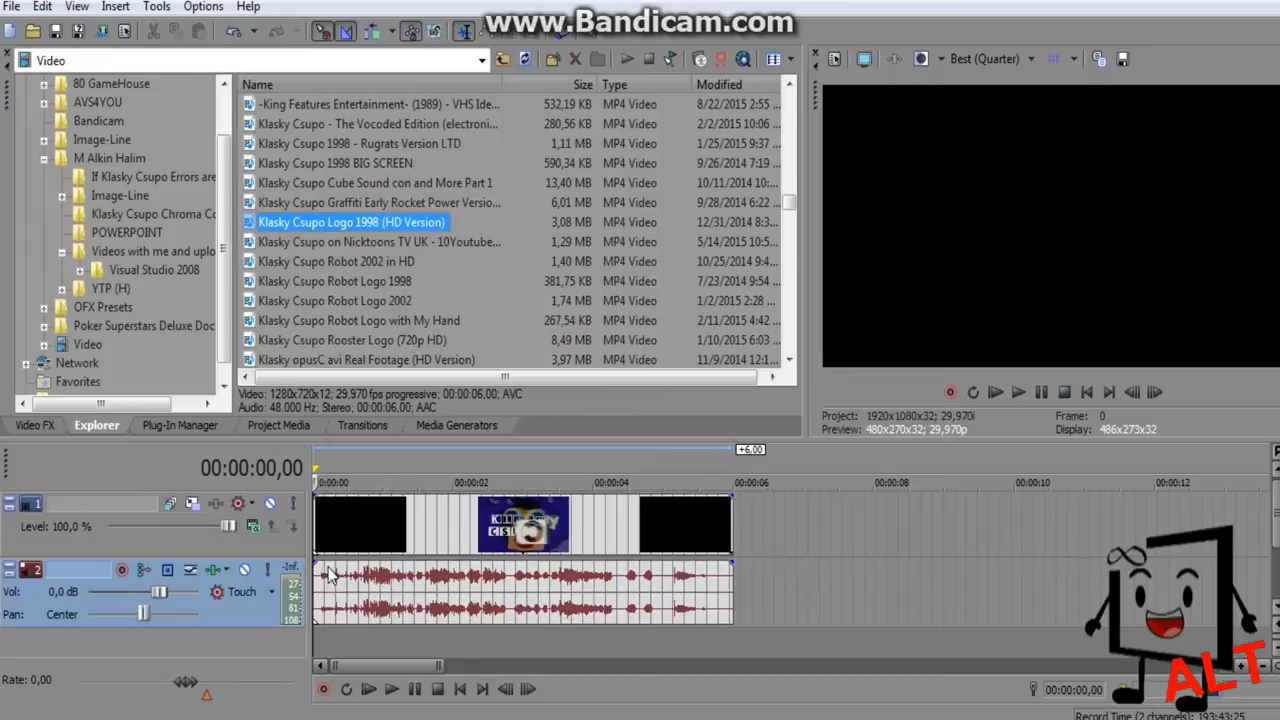 www.Bandicam.com
File Edit View Insert Tools Options Help
Video
Best (Quarter)
80 GameHouse
AVS4YOU
Bandicam
Image-Line
M Alkin Halim
If Klasky Csupo Errors are
Image-Line
Klasky Csupo Chroma Co
POWERPOINT
Videos with me and uplo
Visual Studio 2008
YTP (H)
OFX Presets
Poker Superstars Deluxe Doc
Video
Network
Favorites
Name Size Type Modified
-King Features Entertainment- (1989) - VHS Ide... 532,19 KB MP4 Video 8/22/2015 2:55 ...
Klasky Csupo - The Vocoded Edition (electroni... 280,56 KB MP4 Video 2/2/2015 10:06 ...
Klasky Csupo 1998 - Rugrats Version LTD 1,11 MB MP4 Video 1/25/2015 9:37 ...
Klasky Csupo 1998 BIG SCREEN 590,34 KB MP4 Video 9/26/2014 7:19 ...
Klasky Csupo Cube Sound con and More Part 1 13,40 MB MP4 Video 10/11/2014 10:...
Klasky Csupo Graffiti Early Rocket Power Versio... 6,01 MB MP4 Video 9/28/2014 6:22 ...
Klasky Csupo Logo 1998 (HD Version) 3,08 MB MP4 Video 12/31/2014 8:3...
Klasky Csupo on Nicktoons TV UK - 10Youtube... 1,29 MB MP4 Video 5/14/2015 10:5...
Klasky Csupo Robot 2002 in HD 1,40 MB MP4 Video 10/25/2014 9:4...
Klasky Csupo Robot Logo 1998 381,75 KB MP4 Video 7/23/2014 9:54 ...
Klasky Csupo Robot Logo 2002 1,74 MB MP4 Video 1/2/2015 2:28 ...
Klasky Csupo Robot Logo with My Hand 267,54 KB MP4 Video 2/11/2015 4:42 ...
Klasky Csupo Rooster Logo (720p HD) 8,49 MB MP4 Video 1/10/2015 6:03 ...
Klasky opusC avi Real Footage (HD Version) 3,97 MB MP4 Video 11/9/2014 12:1...
Video: 1280x720x12; 29,970 fps progressive; 00:00:06,00; AVC
Audio: 48.000 Hz; Stereo; 00:00:06,00; AAC
Video FX Explorer Plug-In Manager Project Media Transitions Media Generators
Project: 1920x1080x32; 29,970i Frame: 0
Preview: 480x270x32; 29,970p Display: 486x273x32
+6.00
00:00:00,00
0:00:00 00:00:02 00:00:04 00:00:06 00:00:08 00:00:10 00:00:12
1
Level: 100,0 %
KLASKY
CSUPO
2
-Inf.
Vol: 0,0 dB Touch
27
54
81
108
Pan: Center
Rate: 0,00
00:00:00,00
Record Time (2 channels): 193:43:25
ALT